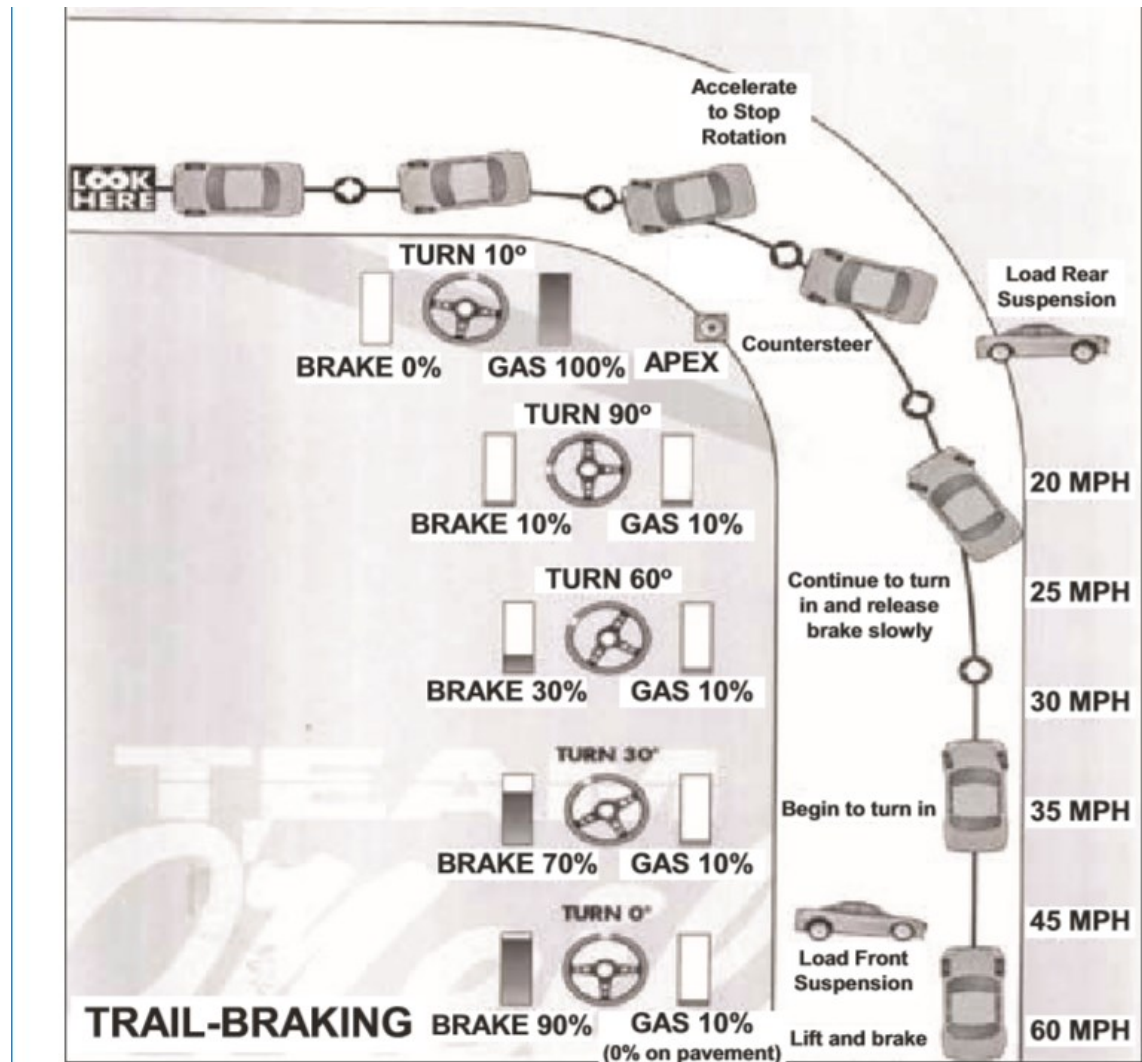 Accelerate
to Stop
Rotation
LOOK
HERE
TURN 10º
BRAKE 0%
GAS 100%
APEX
Countersteer
Load Rear
Suspension
TURN 90º
BRAKE 10%
GAS 10%
20 MPH
TURN 60º
BRAKE 30%
GAS 10%
Continue to turn
in and release
brake slowly
25 MPH
30 MPH
TURN 30°
BRAKE 70%
GAS 10%
Begin to turn in
35 MPH
TURN 0°
BRAKE 90%
GAS 10%
(0% on pavement)
Load Front
Suspension
45 MPH
Lift and brake
60 MPH
TRAIL-BRAKING
TEAM